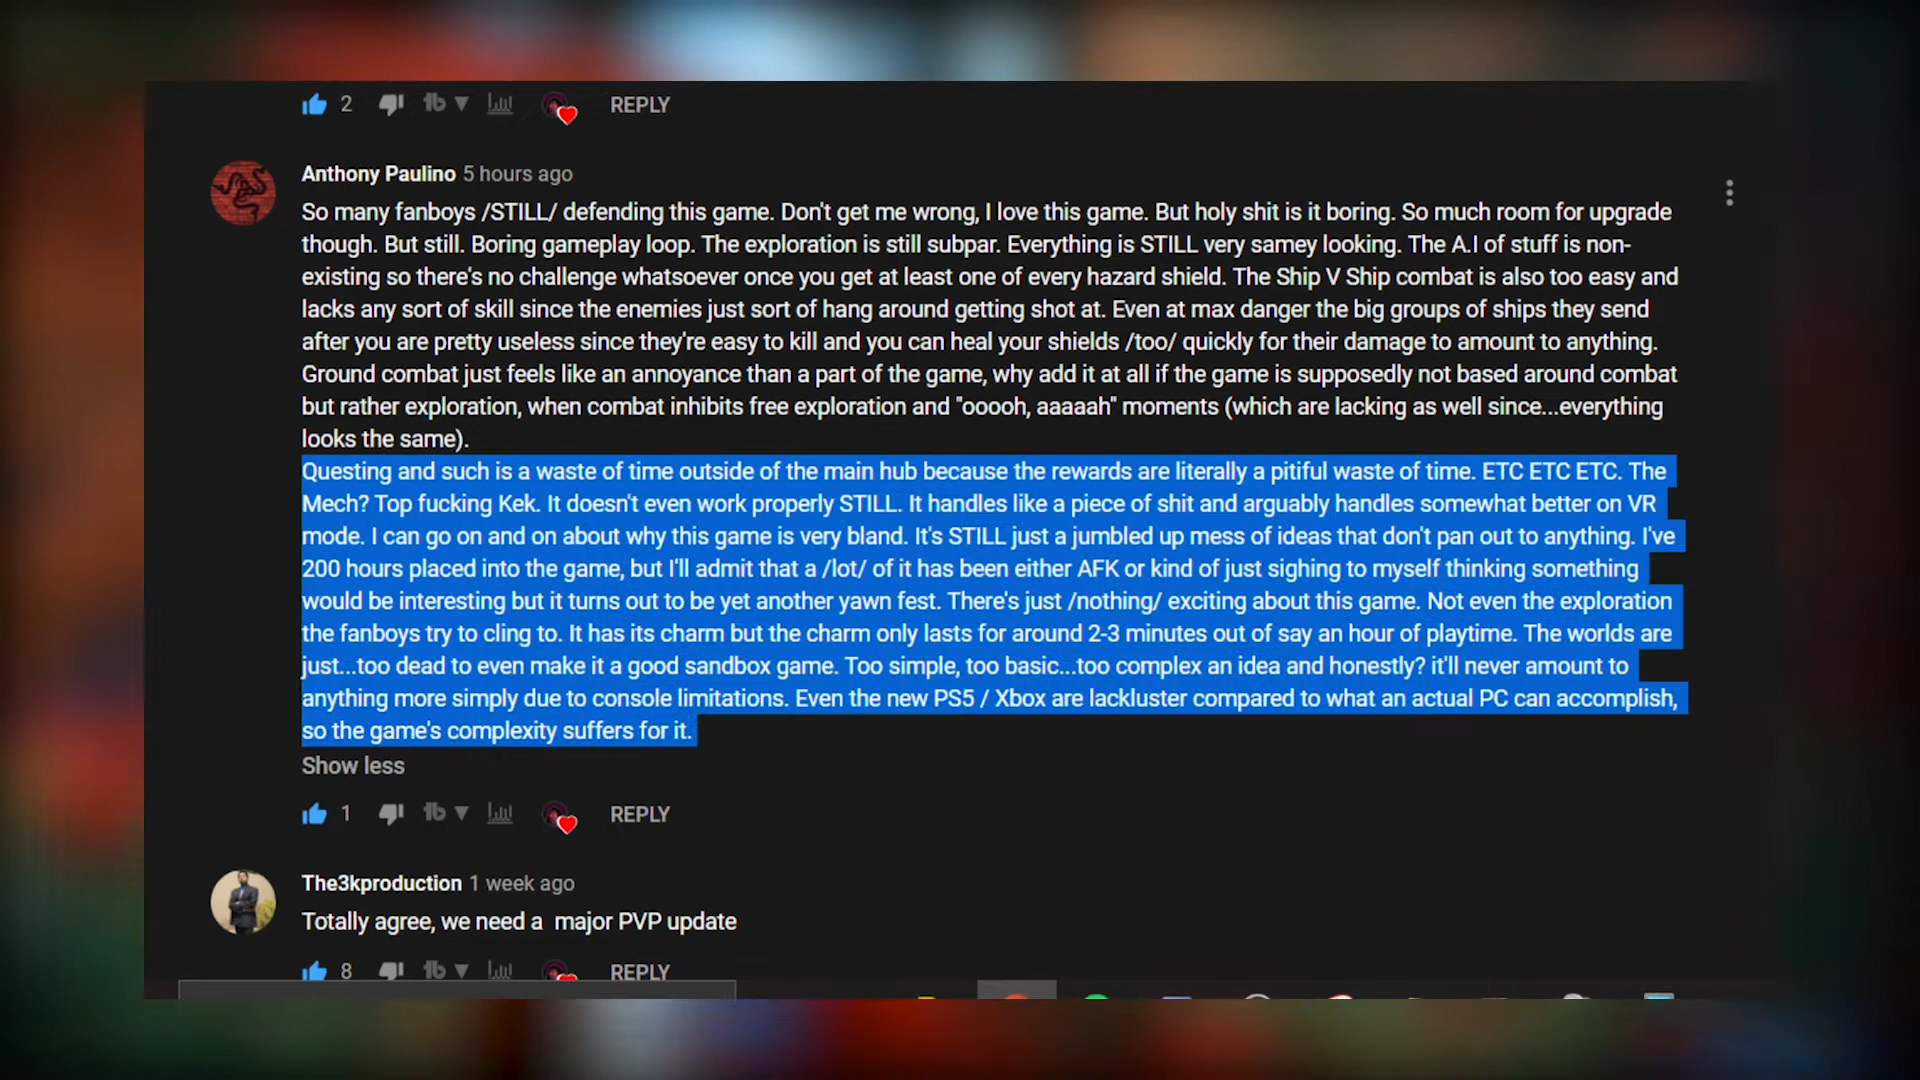 2 REPLY
Anthony Paulino 5 hours ago
So many fanboys /STILL/ defending this game. Don't get me wrong, I love this game. But holy shit is it boring. So much room for upgrade
though. But still. Boring gameplay loop. The exploration is still subpar. Everything is STILL very samey looking. The A.I of stuff is non-
existing so there's no challenge whatsoever once you get at least one of every hazard shield. The Ship V Ship combat is also too easy and
lacks any sort of skill since the enemies just sort of hang around getting shot at. Even at max danger the big groups of ships they send
after you are pretty useless since they're easy to kill and you can heal your shields /too/ quickly for their damage to amount to anything.
Ground combat just feels like an annoyance than a part of the game, why add it at all if the game is supposedly not based around combat
but rather exploration, when combat inhibits free exploration and "ooooh, aaaaah" moments (which are lacking as well since...everything
looks the same).
Questing and such is a waste of time outside of the main hub because the rewards are literally a pitiful waste of time. ETC ETC ETC. The
Mech? Top fucking Kek. It doesn't even work properly STILL. It handles like a piece of shit and arguably handles somewhat better on VR
mode. I can go on and on about why this game is very bland. It's STILL just a jumbled up mess of ideas that don't pan out to anything. I've
200 hours placed into the game, but I'll admit that a /lot/ of it has been either AFK or kind of just sighing to myself thinking something
would be interesting but it turns out to be yet another yawn fest. There's just /nothing/ exciting about this game. Not even the exploration
the fanboys try to cling to. It has its charm but the charm only lasts for around 2-3 minutes out of say an hour of playtime. The worlds are
just...too dead to even make it a good sandbox game. Too simple, too basic...too complex an idea and honestly? it'll never amount to
anything more simply due to console limitations. Even the new PS5 / Xbox are lackluster compared to what an actual PC can accomplish,
so the game's complexity suffers for it.
Show less
1 REPLY
The3kproduction 1 week ago
Totally agree, we need a  major PVP update
8 REPLY